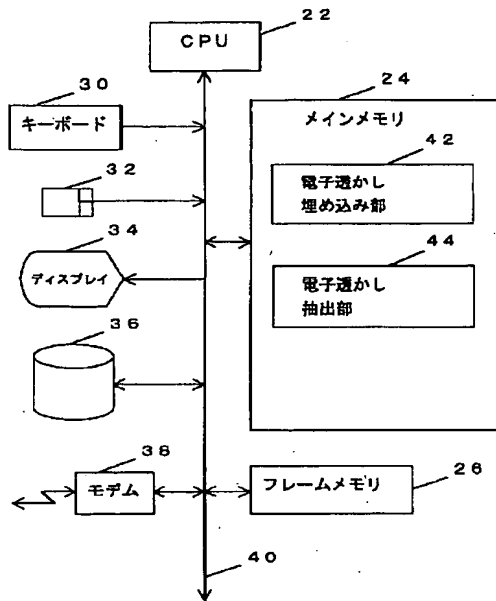 22
CPU
30
キーボード
24
メインメモリ
32
42
電子透かし
埋め込み部
34
ディスプレイ
44
電子透かし
抽出部
36
38
モデム
26
フレームメモリ
40